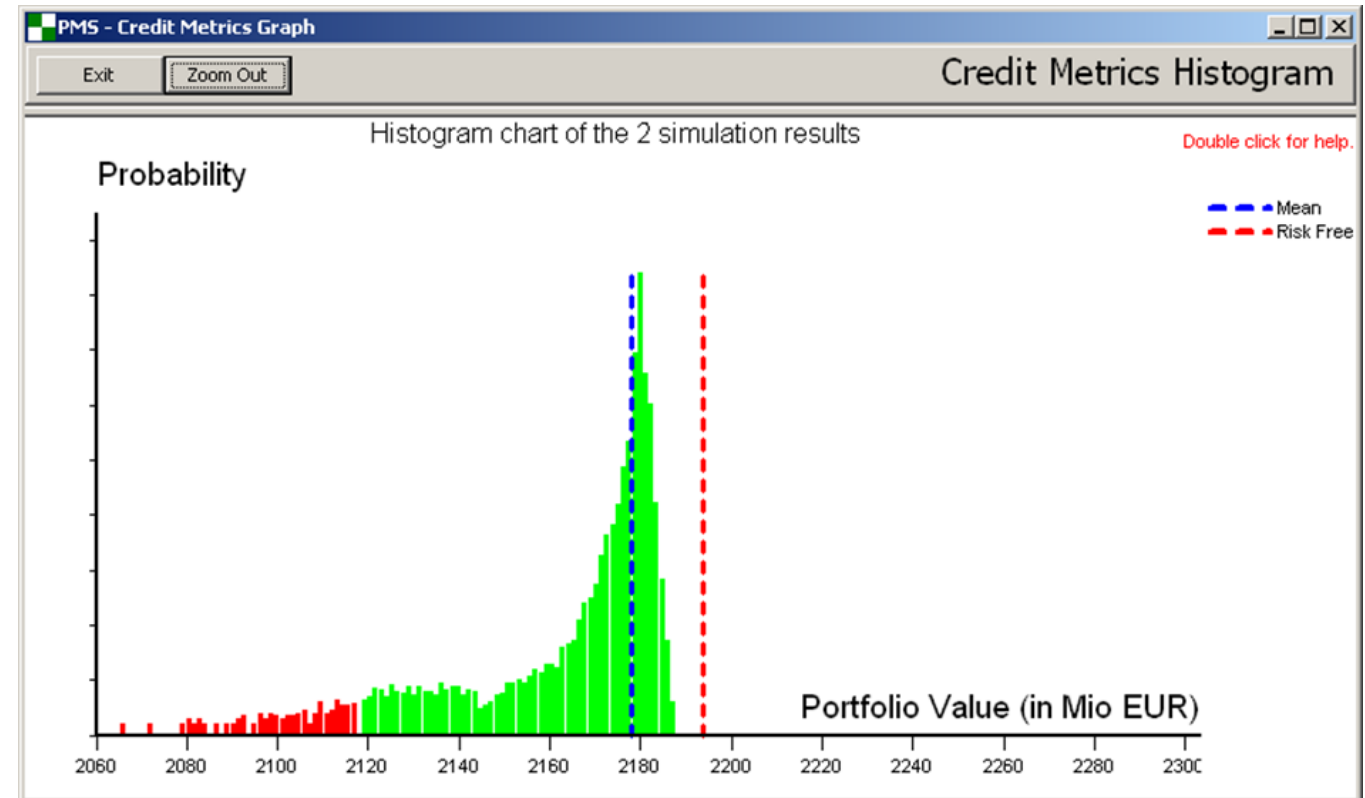 PMS - Credit Metrics Graph
Exit
Zoom Out
Credit Metrics Histogram
Histogram chart of the 2 simulation results
Double click for help.
Probability
Mean
Risk Free
Portfolio Value (in Mio EUR)
2060 2080 2100 2120 2140 2160 2180 2200 2220 2240 2260 2280 2300